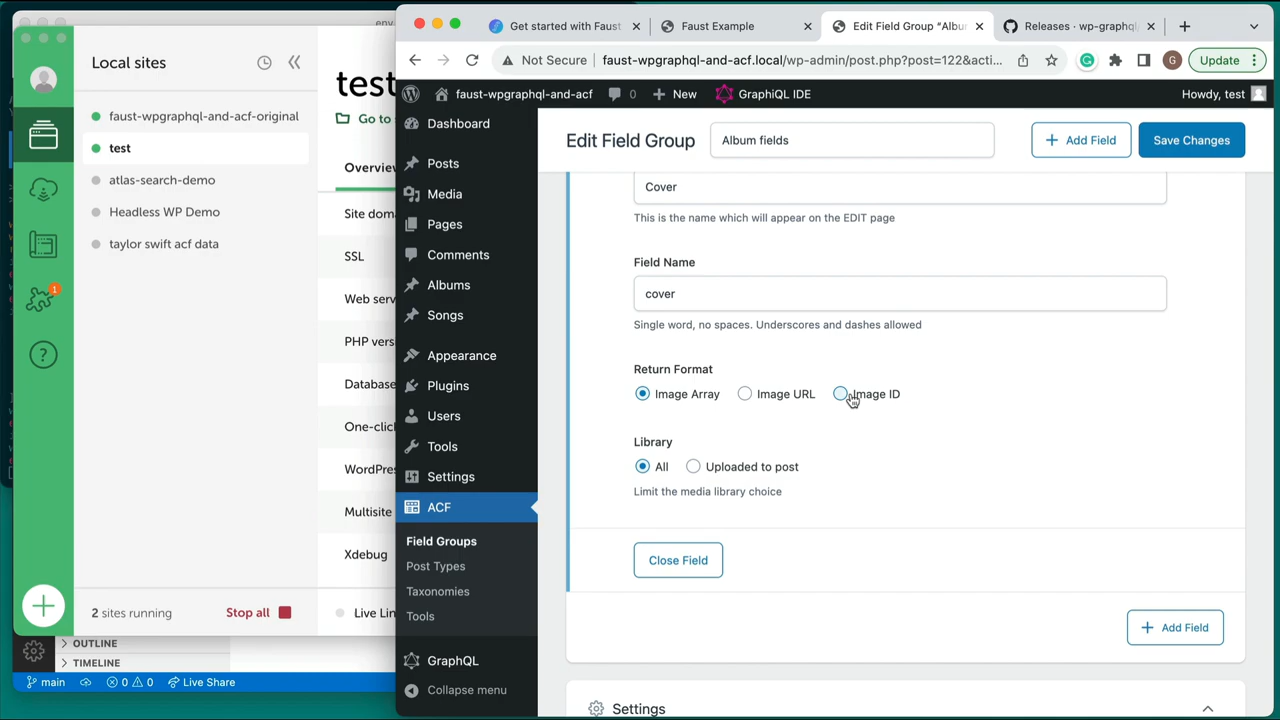 env
Local sites
faust-wpgraphql-and-acf-original
test
atlas-search-demo
Headless WP Demo
taylor swift acf data
2 sites running
Stop all
1
test
Go to
Overview
Site dom
SSL
Web serv
PHP vers
Database
One-click
WordPres
Multisite
Xdebug
Live Lin
OUTLINE
TIMELINE
main
0 0
Live Share
Get started with Faust
Faust Example
Edit Field Group “Albu
Releases · wp-graphql
Not Secure
faust-wpgraphql-and-acf.local/wp-admin/post.php?post=122&acti...
G
Update
faust-wpgraphql-and-acf
0
New
GraphiQL IDE
Howdy, test
Dashboard
Posts
Media
Pages
Comments
Albums
Songs
Appearance
Plugins
Users
Tools
Settings
ACF
Field Groups
Post Types
Taxonomies
Tools
GraphQL
Collapse menu
Edit Field Group
Album fields
Add Field
Save Changes
Cover
This is the name which will appear on the EDIT page
Field Name
cover
Single word, no spaces. Underscores and dashes allowed
Return Format
Image Array Image URL Image ID
Library
All Uploaded to post
Limit the media library choice
Close Field
Add Field
Settings